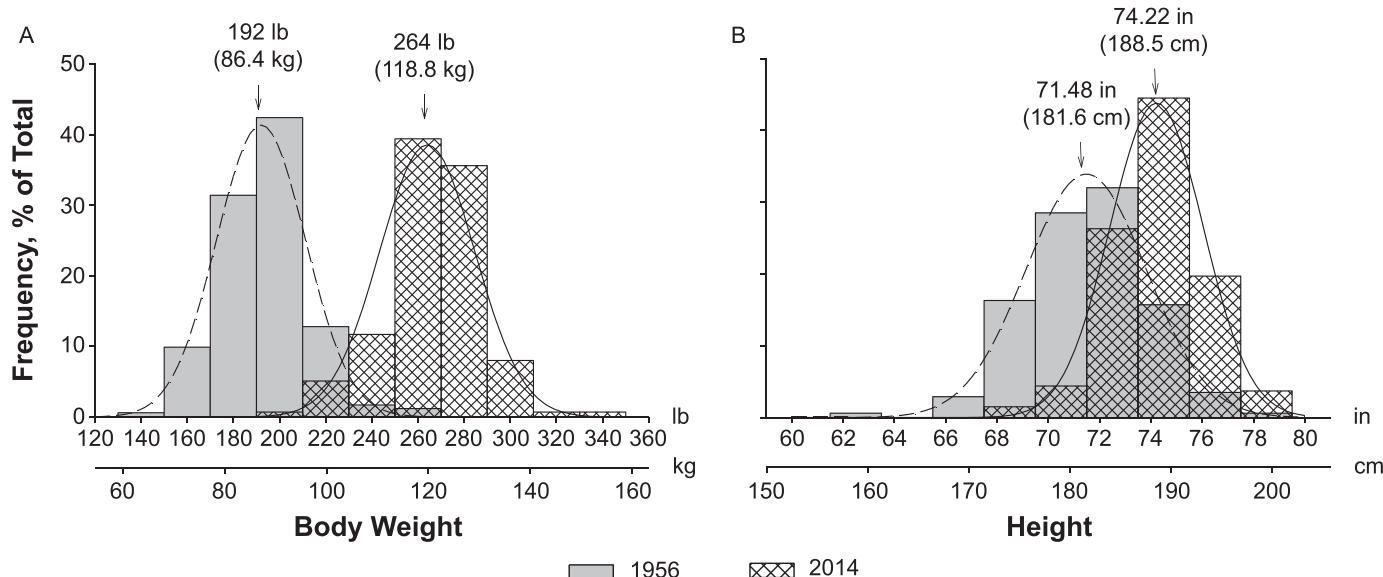 A
192 lb
(86.4 kg)
264 lb
(118.8 kg)
50
40
30
20
10
0
Frequency, % of Total
120 140 160 180 200 220 240 260 280 300 320 340 360
lb
60 80 100 120 140 160
kg
Body Weight
B
74.22 in
(188.5 cm)
71.48 in
(181.6 cm)
60 62 64 66 68 70 72 74 76 78 80
in
150 160 170 180 190 200
cm
Height
1956
2014